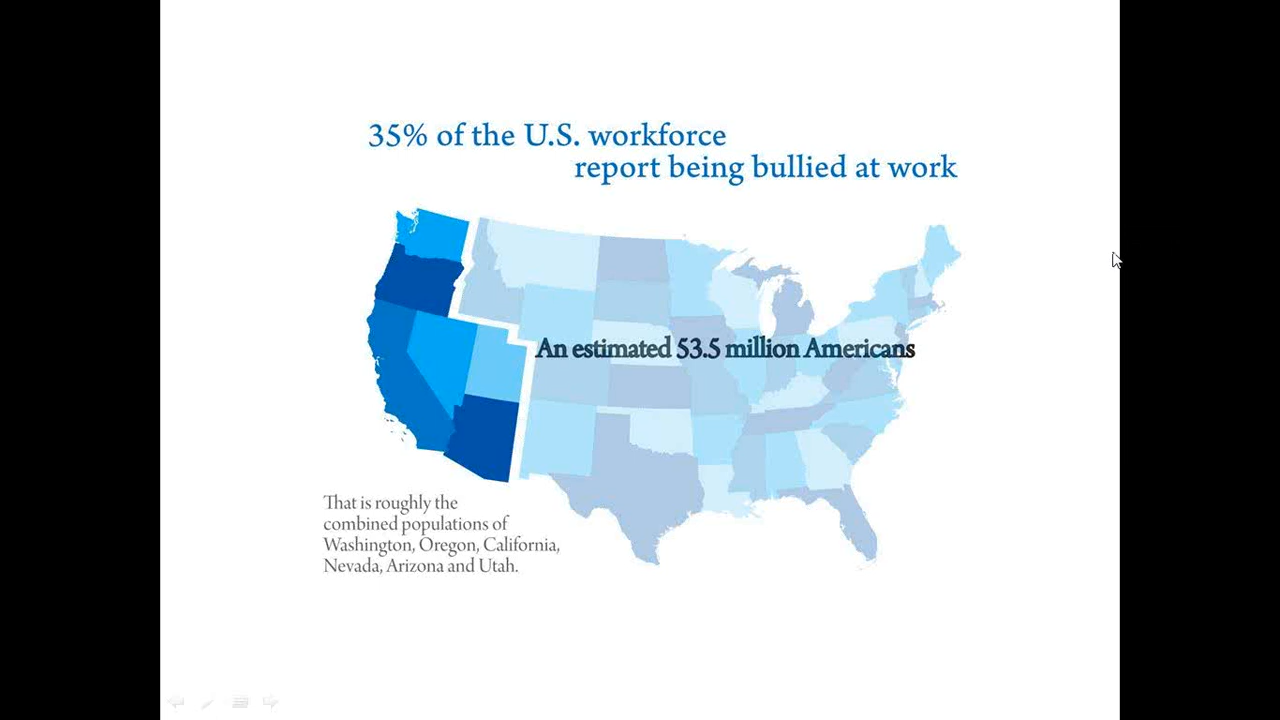 35% of the U.S. workforce
report being bullied at work
An estimated 53.5 million Americans
That is roughly the
combined populations of
Washington, Oregon, California,
Nevada, Arizona and Utah.